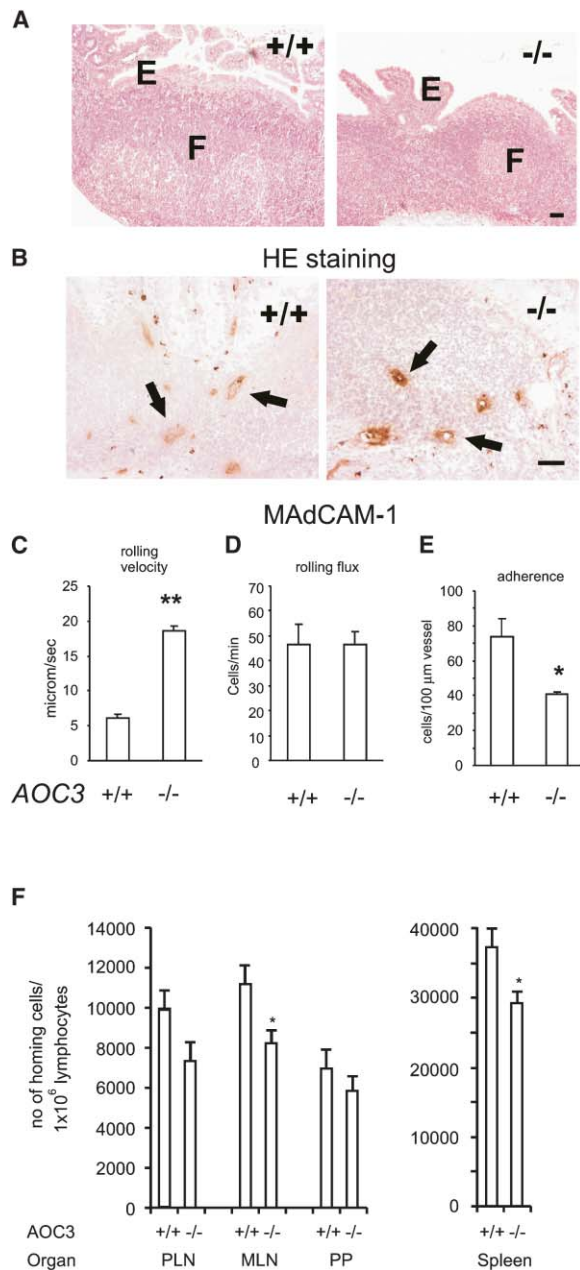 A
+/+
-/-
E
E
F
F
HE staining
B
+/+
-/-
MAdCAM-1
C
D
E
rolling
velocity
rolling flux
adherence
microm/sec
25
20
15
10
5
0
Cells/min
70
60
50
40
30
20
10
0
cells/100 µm vessel
100
80
60
40
20
0
**
*
AOC3 +/+ -/- +/+ -/- +/+ -/-
F
no of homing cells/
1x10⁶ lymphocytes
14000
12000
10000
8000
6000
4000
2000
0
*
40000
30000
20000
10000
0
*
AOC3 +/+ -/- +/+ -/- +/+ -/- +/+ -/-
Organ PLN MLN PP Spleen